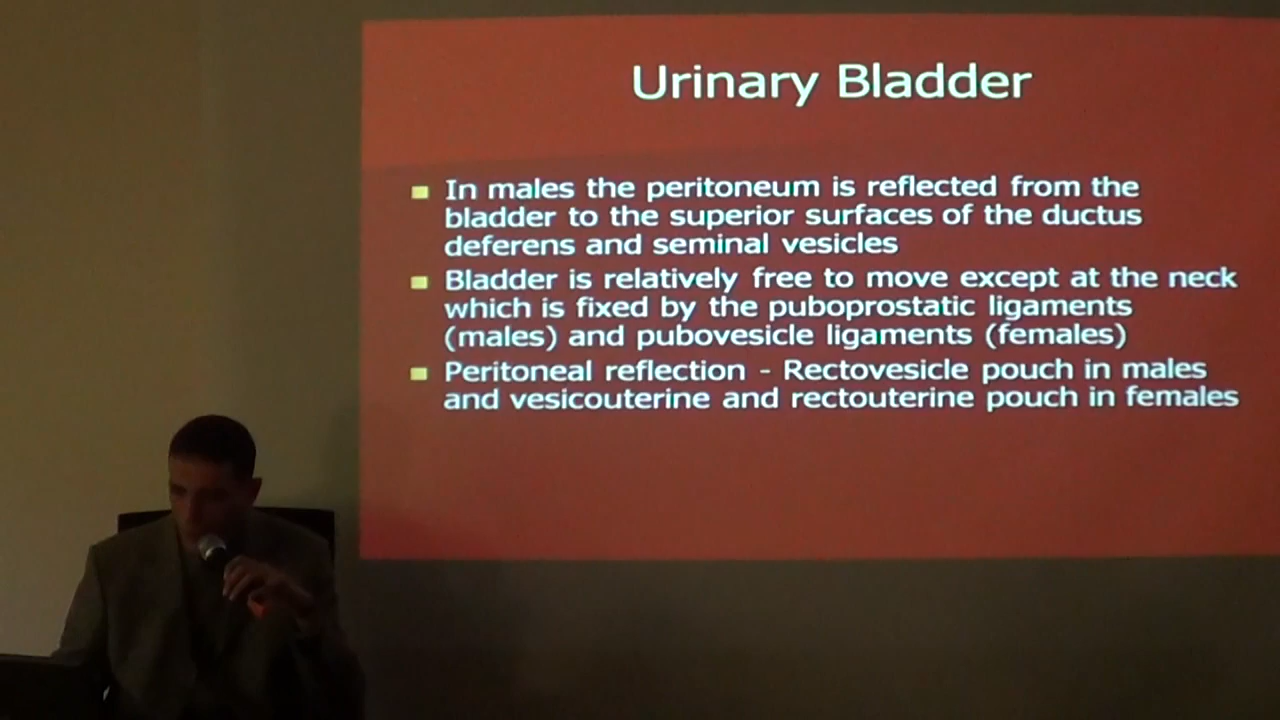 Urinary Bladder
In males the peritoneum is reflected from the
bladder to the superior surfaces of the ductus
deferens and seminal vesicles
Bladder is relatively free to move except at the neck
which is fixed by the puboprostatic ligaments
(males) and pubovesicle ligaments (females)
Peritoneal reflection - Rectovesicle pouch in males
and vesicouterine and rectouterine pouch in females